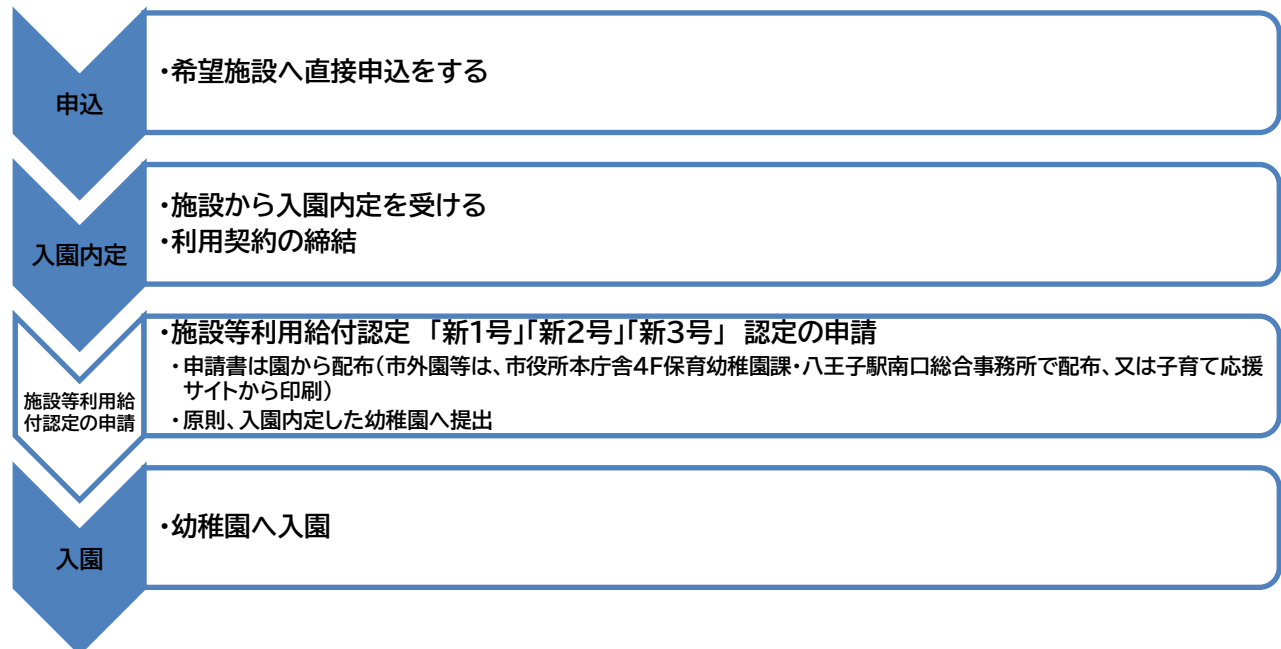 申込
・希望施設へ直接申込をする
入園内定
・施設から入園内定を受ける
・利用契約の締結
施設等利用給
付認定の申請
・施設等利用給付認定 「新1号」「新2号」「新3号」 認定の申請
・申請書は園から配布(市外園等は、市役所本庁舎4F保育幼稚園課・八王子駅南口総合事務所で配布、又は子育て応援
サイトから印刷)
・原則、入園内定した幼稚園へ提出
入園
・幼稚園へ入園